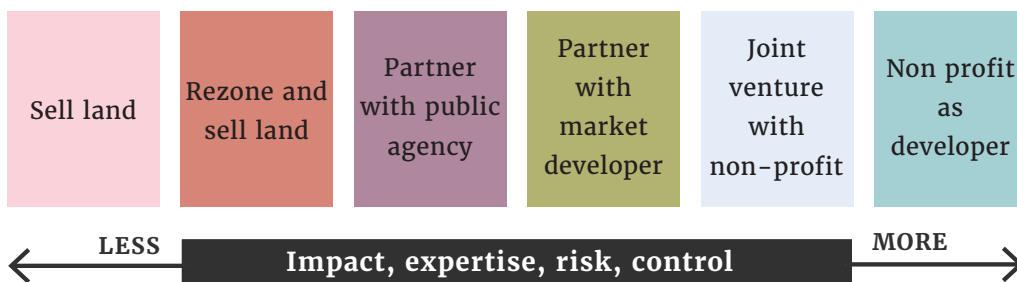 Sell land
Rezone and
sell land
Partner
with public
agency
Partner
with
market
developer
Joint
venture
with
non-profit
Non profit
as
developer
LESS
Impact, expertise, risk, control
MORE